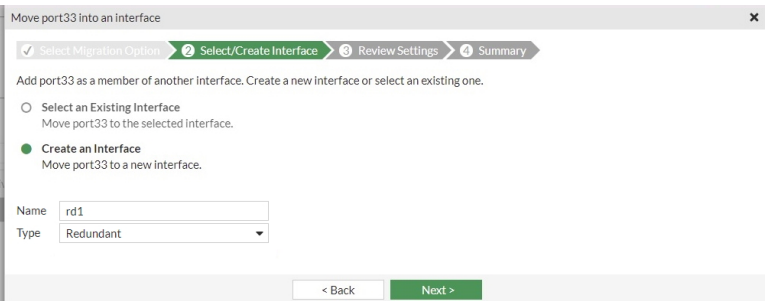 Move port33 into an interface
Select Migration Option 2 Select/Create Interface 3 Review Settings 4 Summary
Add port33 as a member of another interface. Create a new interface or select an existing one.
Select an Existing Interface
Move port33 to the selected interface.
Create an Interface
Move port33 to a new interface.
Name rd1
Type Redundant
< Back Next >